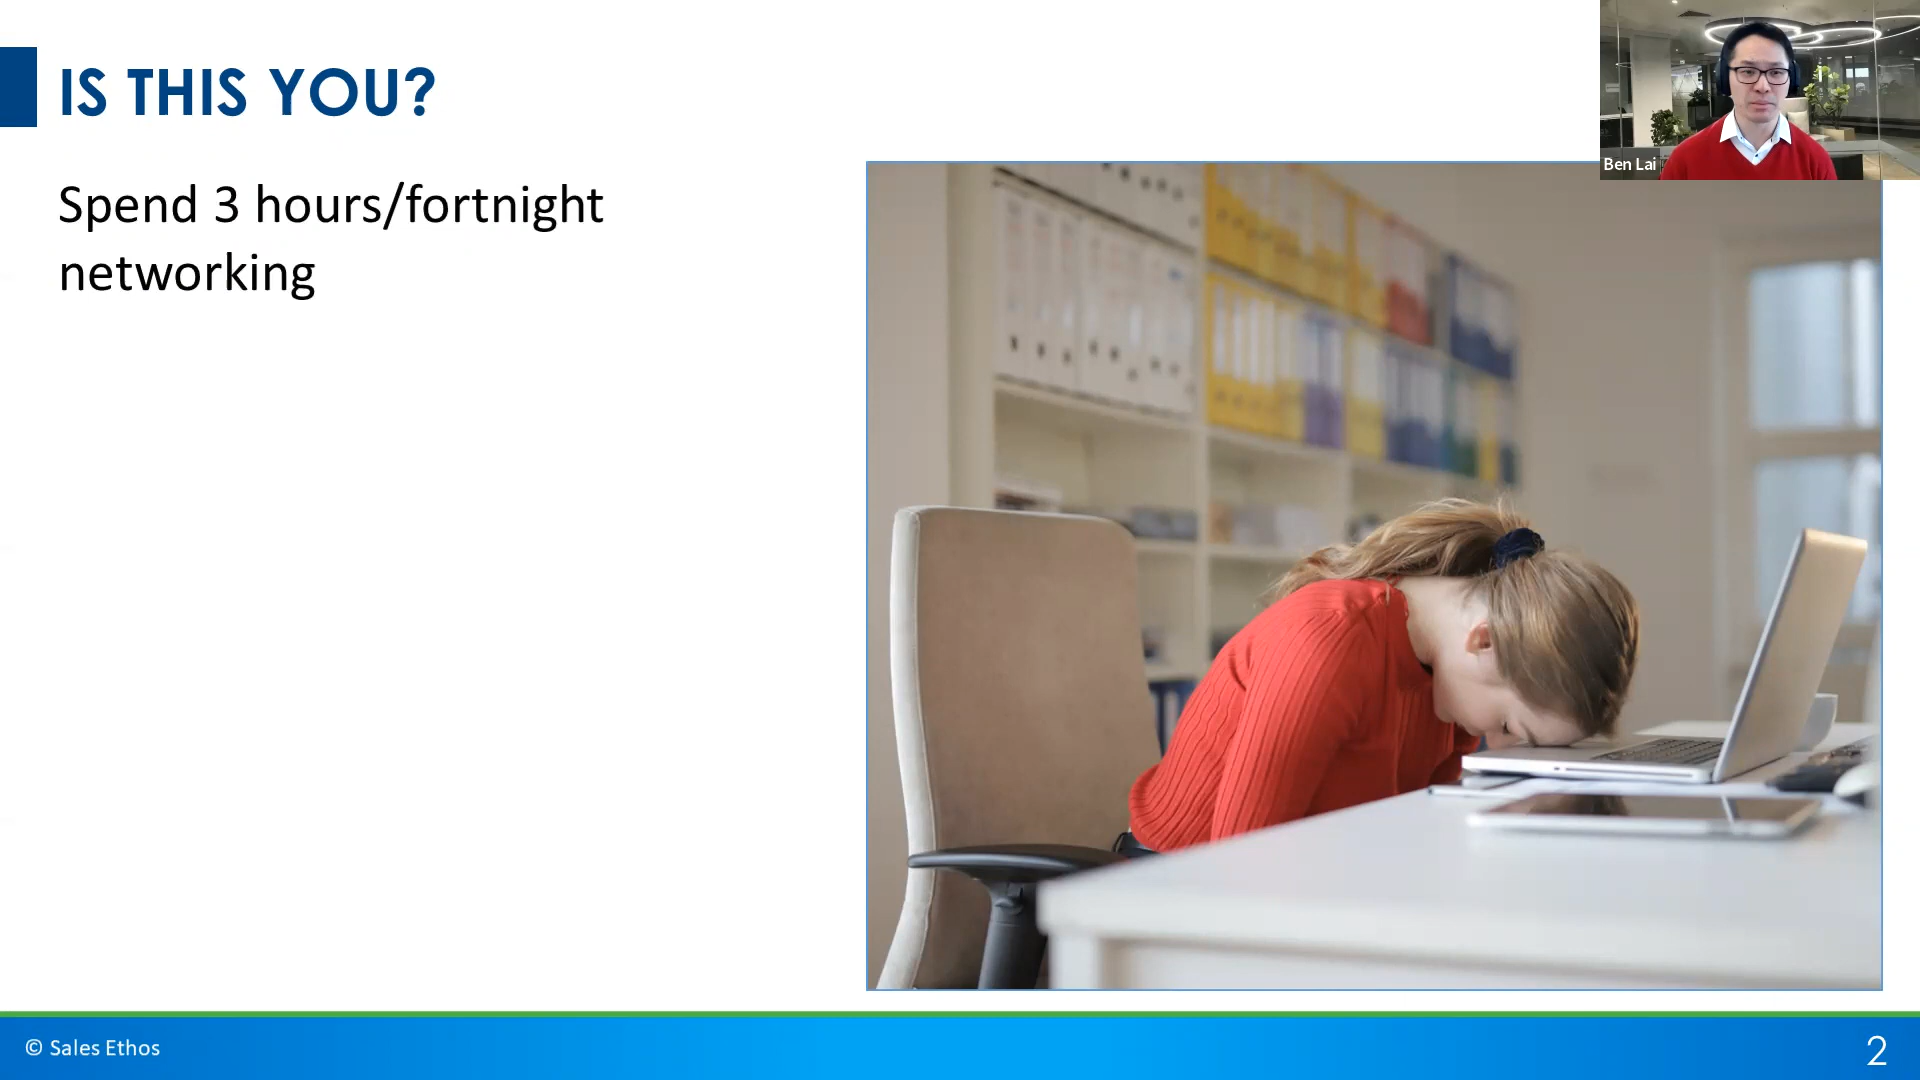 IS THIS YOU?
Ben Lai
Spend 3 hours/fortnight
networking
© Sales Ethos
2